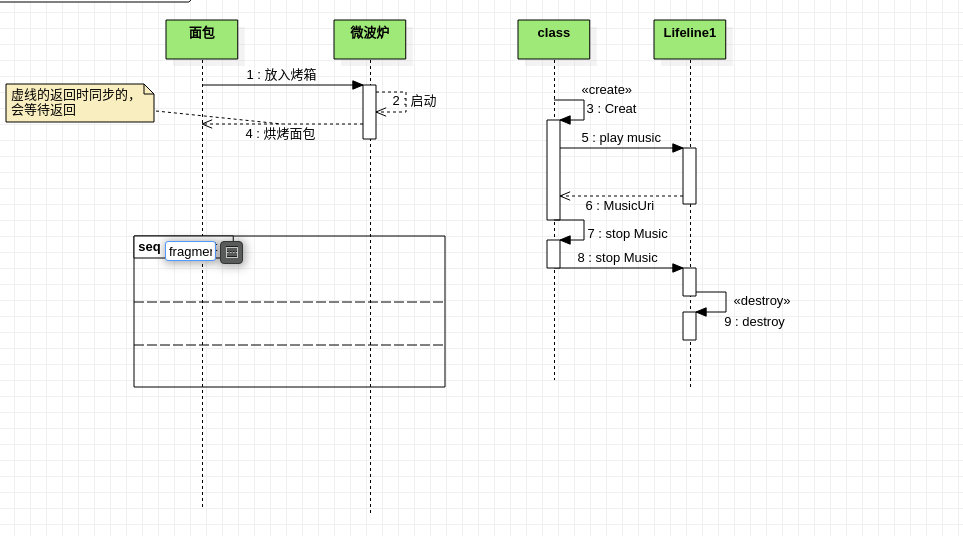 面包
微波炉
class
Lifeline1
1 : 放入烤箱
虚线的返回时同步的,
会等待返回
2 : 启动
4 : 烘烤面包
«create»
3 : Creat
5 : play music
6 : MusicUri
7 : stop Music
8 : stop Music
«destroy»
9 : destroy
seq